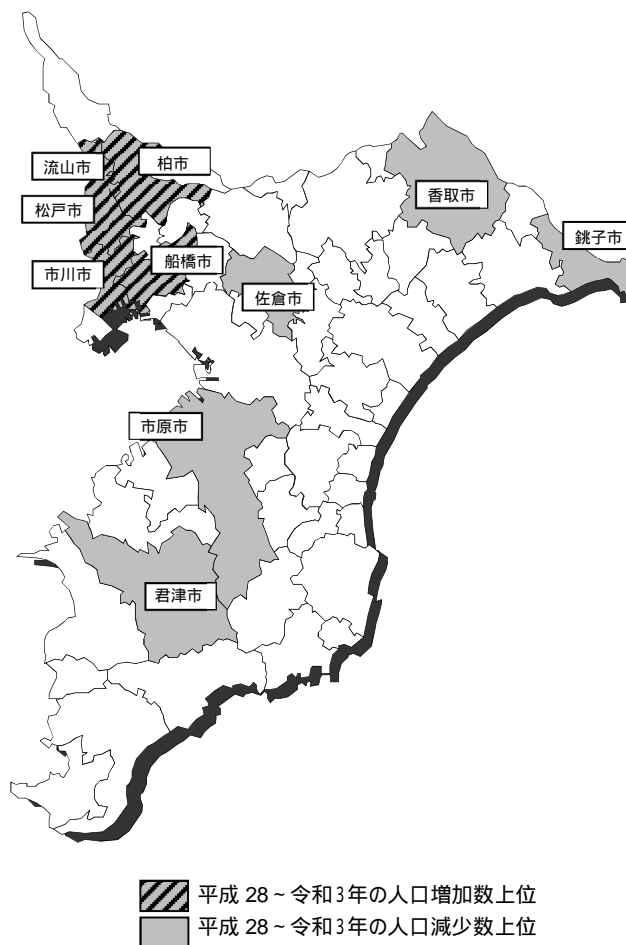 流山市
柏市
松戸市
香取市
銚子市
市川市
船橋市
佐倉市
市原市
君津市
平成 28～令和3年の人口増加数上位
平成 28～令和3年の人口減少数上位